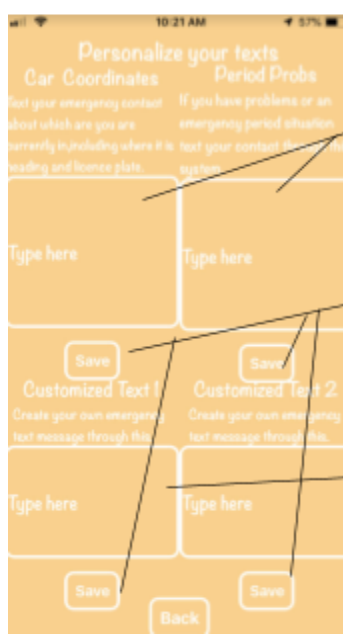 10:21 AM
57%
Personalize your texts
Car Coordinates
Text your emergency contact
about which are you are
currently in,including where it is
heading and licence plate.
Period Probs
If you have problems or an
emergency period situation
text your contact through this
system.
Type here
Type here
Save
Save
Customized Text 1
Create your own emergency
text message through this.
Customized Text 2
Create your own emergency
text message through this.
Type here
Type here
Save
Save
Back